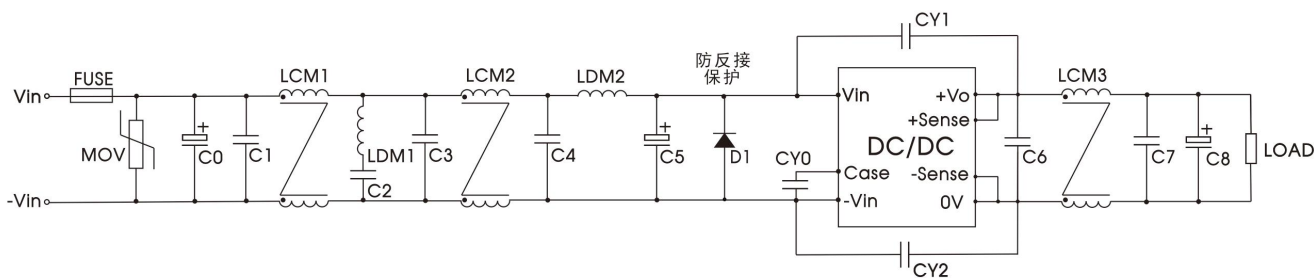 CY1
防反接
保护
FUSE
LCM1
LCM2
LDM2
LCM3
Vin
Vin
+Vo
+Sense
DC/DC
MOV
+
C0
C1
LDM1
C2
C3
C4
+
C5
D1
CY0
Case
-Sense
C6
C7
+
C8
LOAD
-Vin
-Vin
0V
CY2